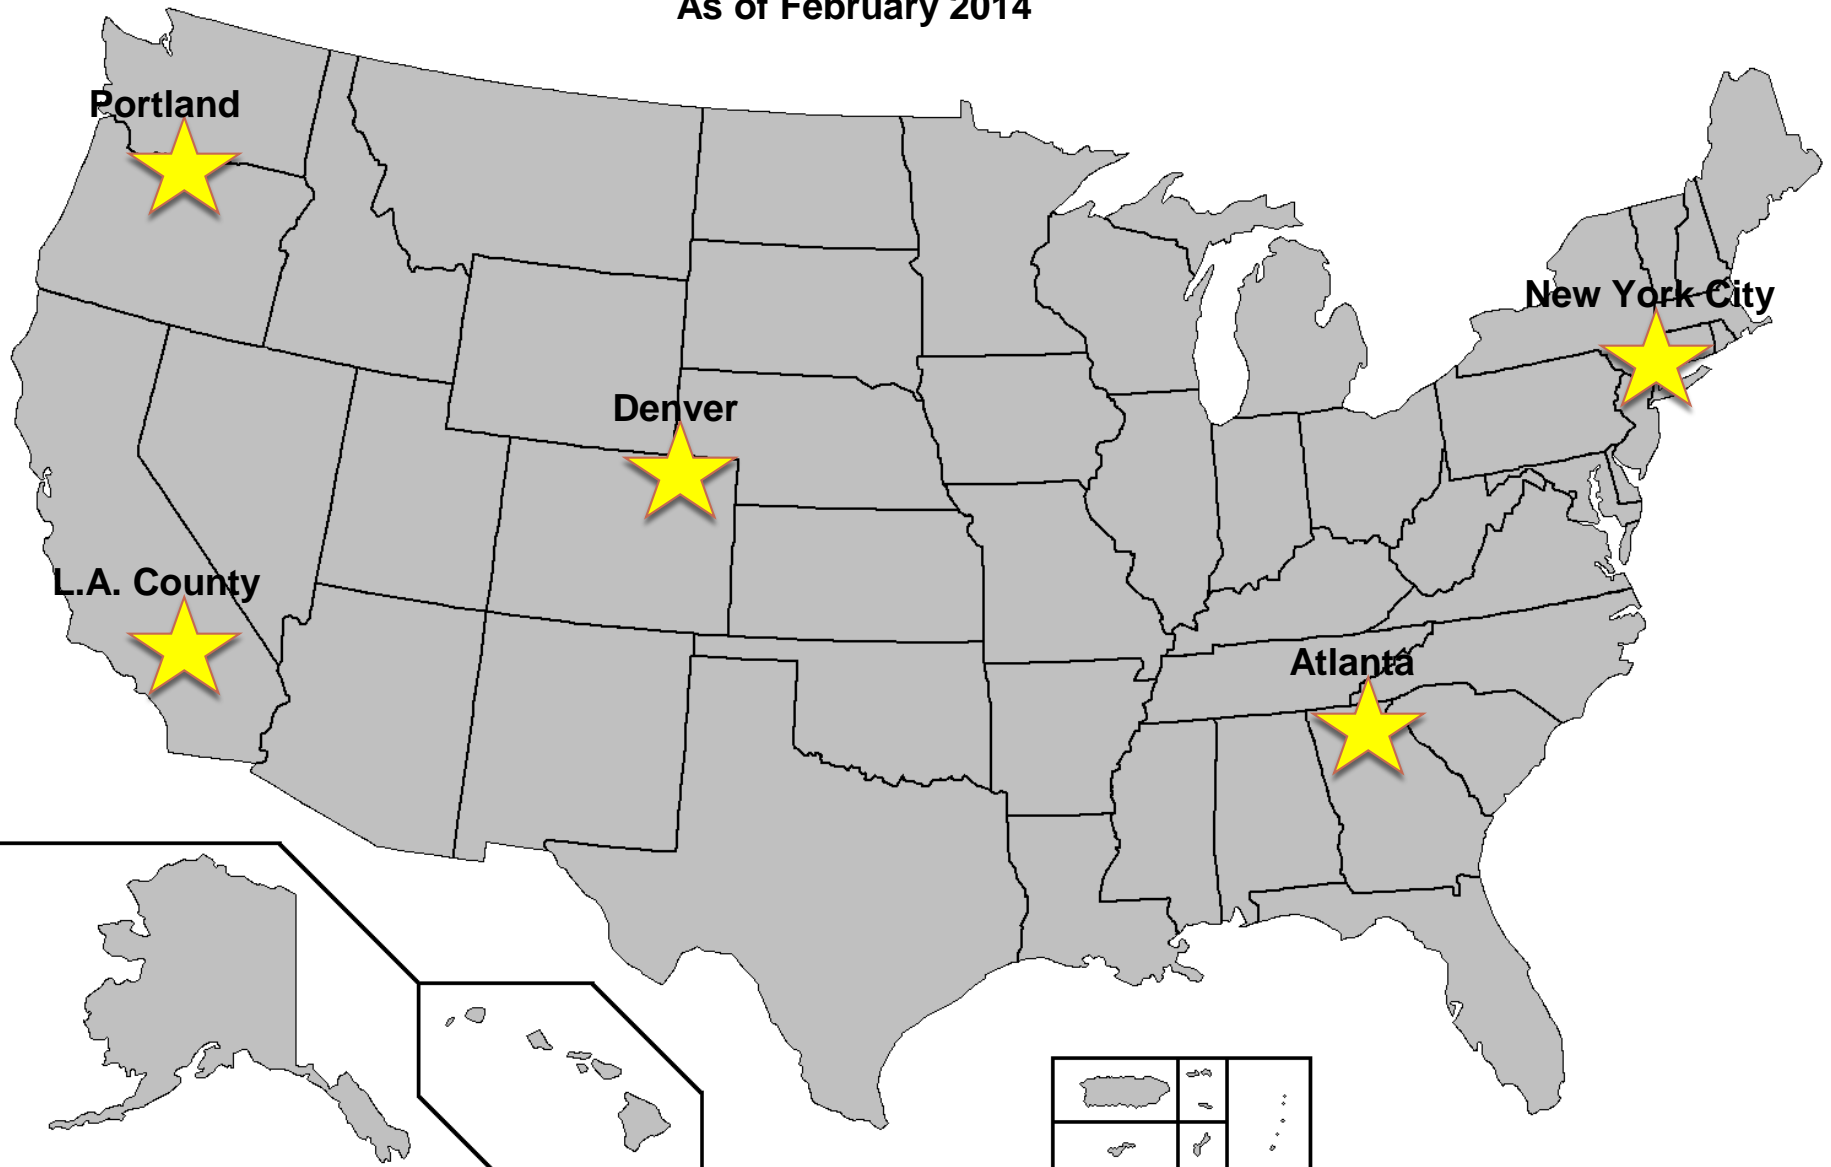 As of February 2014
Portland
New York City
Denver
L.A. County
Atlanta